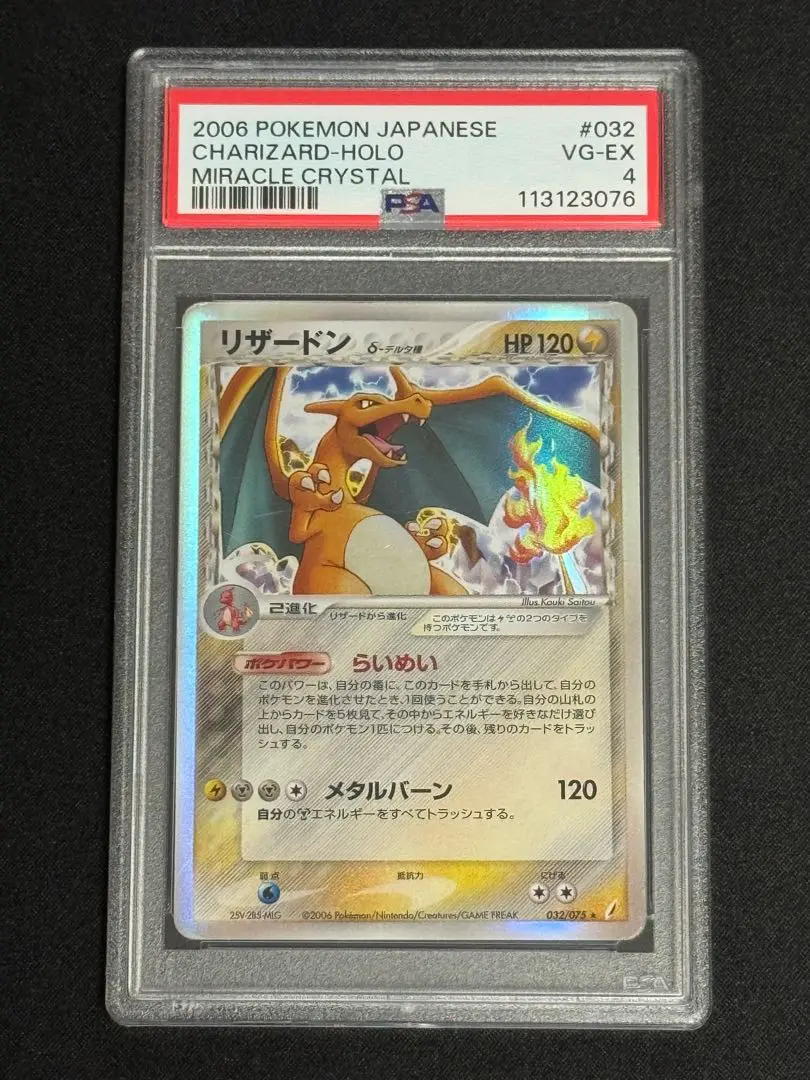 2006 POKEMON JAPANESE #032
CHARIZARD-HOLO VG-EX
MIRACLE CRYSTAL 4
PSA 113123076
リザードン δ-デルタ種 HP 120
Illus. Kouki Saitou
2進化 リザードから進化
このポケモンは の2つのタイプを
持つポケモンです。
ポケパワー らいめい
このパワーは、自分の番に、このカードを手札から出して、自分の
ポケモンを進化させたとき、1回使うことができる。自分の山札の
上からカードを5枚見て、その中からエネルギーを好きなだけ選び
出し、自分のポケモン1匹につける。その後、残りのカードをトラッ
シュする。
メタルバーン 120
自分の エネルギーをすべてトラッシュする。
弱点 抵抗力 にげる
©2006 Pokémon/Nintendo/Creatures/GAME FREAK 032/075 ★
PSA